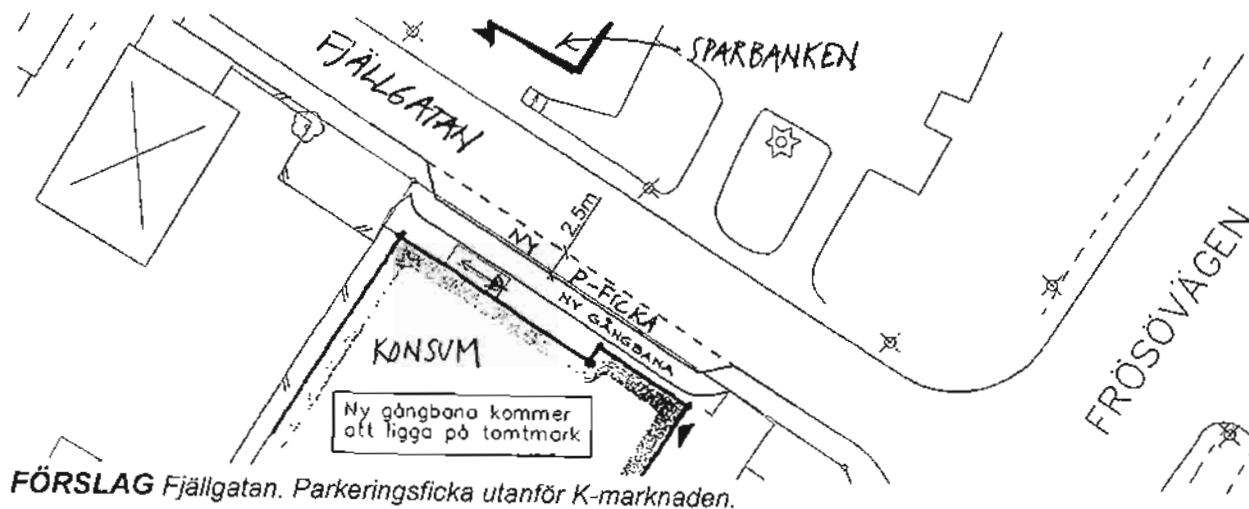 SPARBANKEN
FJÄLLGATAN
2.5m
NY P-FICKA
NY GÅNGBANA
KONSUM
FRÖSÖVÄGEN
Ny gångbana kommer
att ligga på tomtmark
FÖRSLAG Fjällgatan. Parkeringsficka utanför K-marknaden.